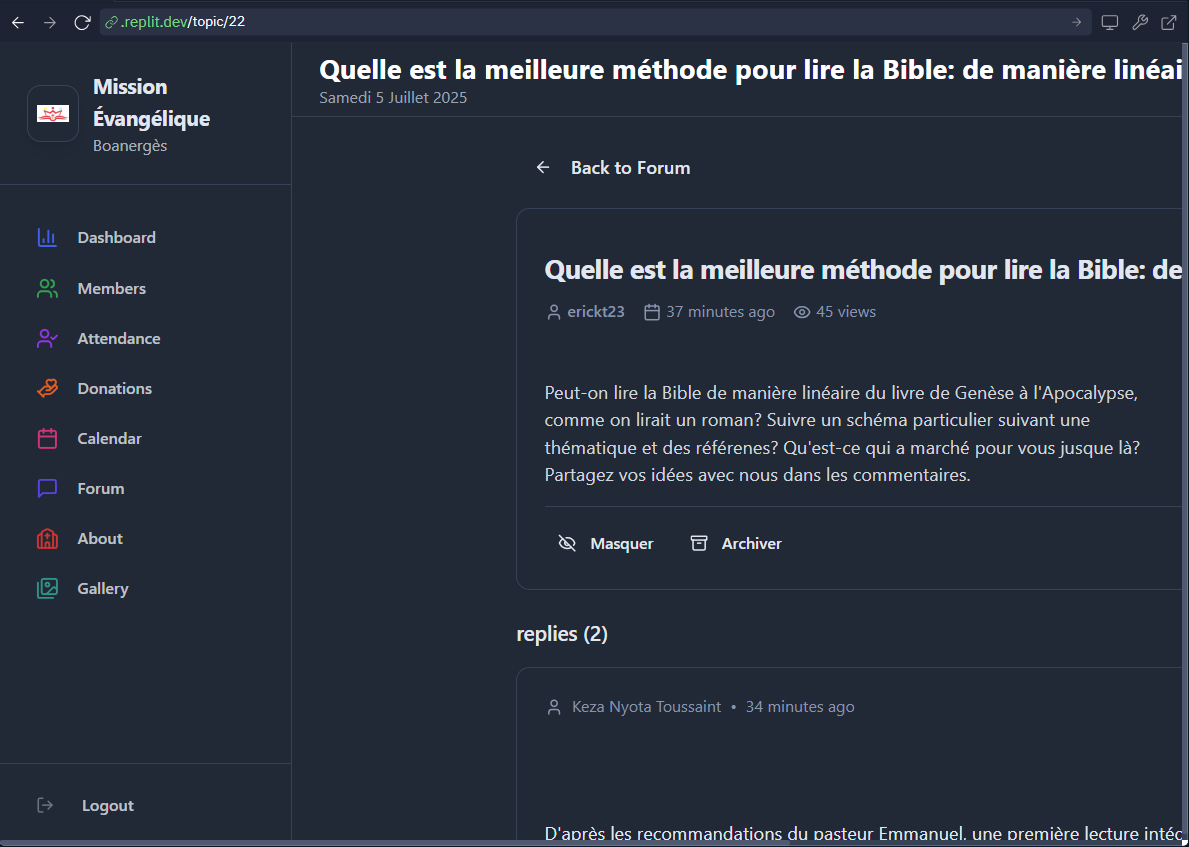 .replit.dev/topic/22
Mission
Évangélique
Boanergès
Dashboard
Members
Attendance
Donations
Calendar
Forum
About
Gallery
Logout
Quelle est la meilleure méthode pour lire la Bible: de manière linéai
Samedi 5 Juillet 2025
Back to Forum
Quelle est la meilleure méthode pour lire la Bible: de
erickt23 37 minutes ago 45 views
Peut-on lire la Bible de manière linéaire du livre de Genèse à l'Apocalypse,
comme on lirait un roman? Suivre un schéma particulier suivant une
thématique et des référenes? Qu'est-ce qui a marché pour vous jusque là?
Partagez vos idées avec nous dans les commentaires.
Masquer Archiver
replies (2)
Keza Nyota Toussaint • 34 minutes ago
D'après les recommandations du pasteur Emmanuel, une première lecture